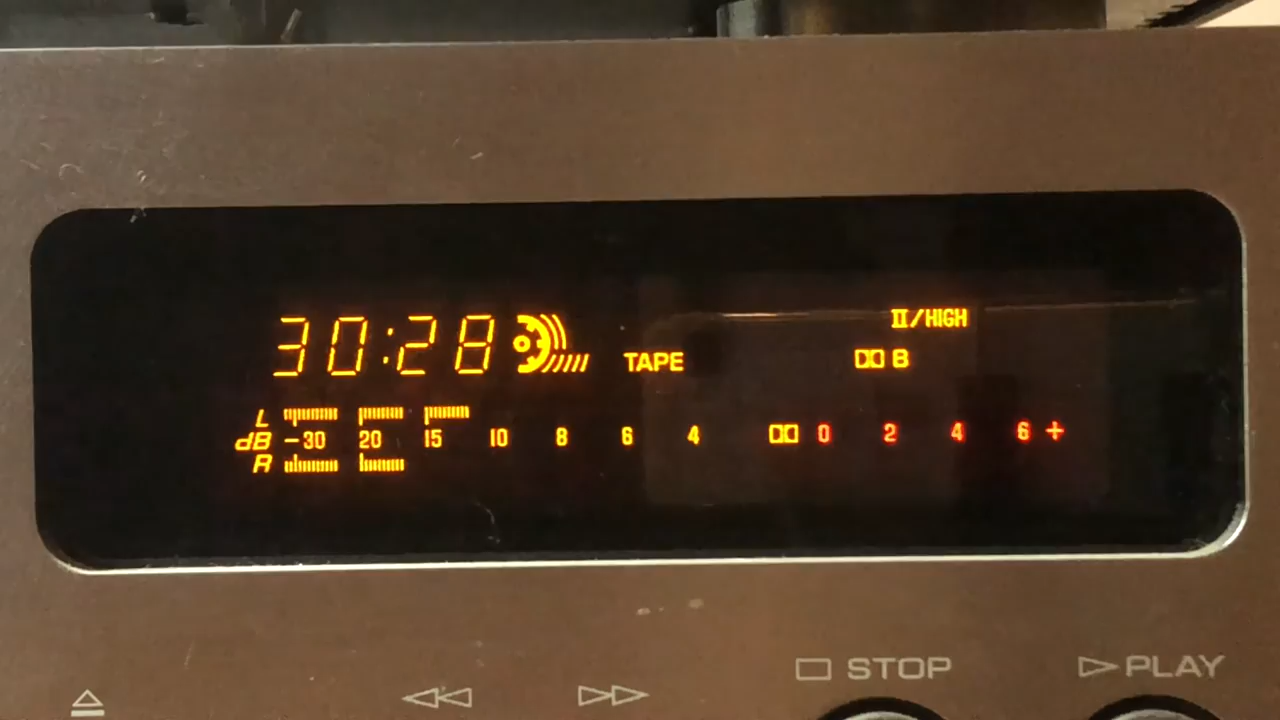 II/HIGH
30:28 TAPE B
L
dB -30 20 15 10 8 6 4 0 2 4 6 +
R
STOP PLAY